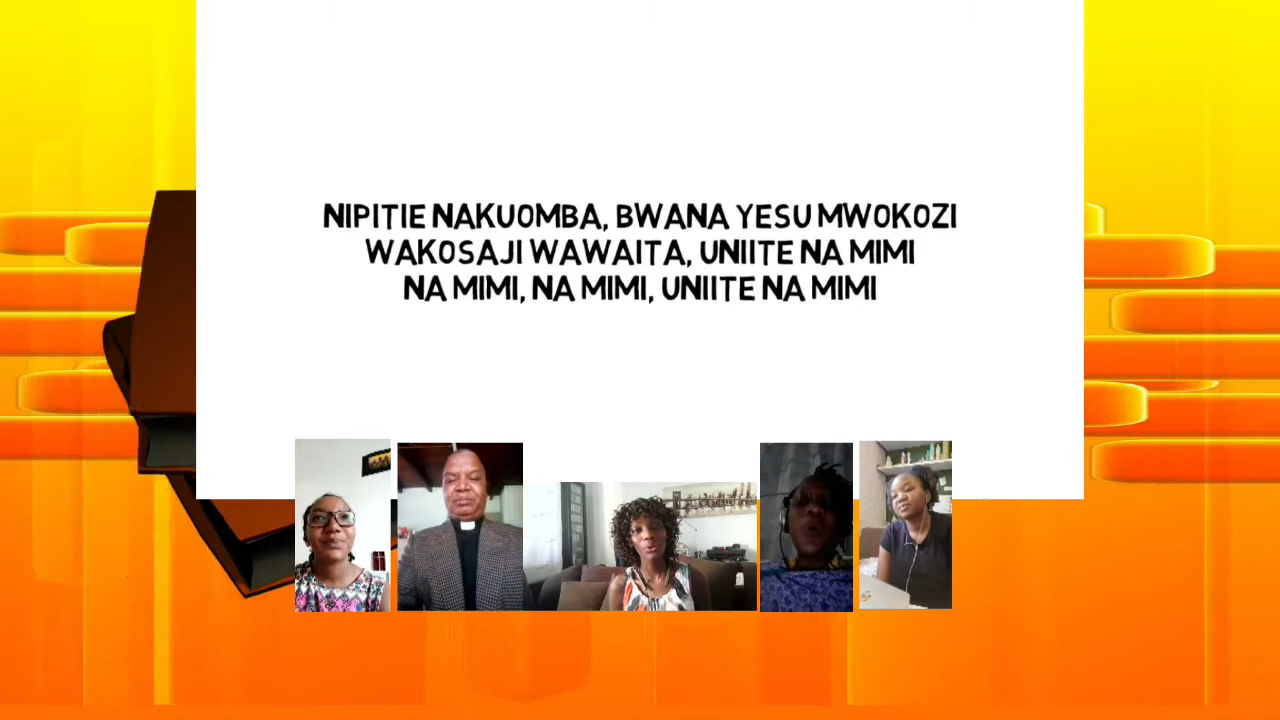 NIPITIE NAKUOMBA, BWANA YESU MWOKOZI
WAKOSAJI WAWAITA, UNIITE NA MIMI
NA MIMI, NA MIMI, UNIITE NA MIMI